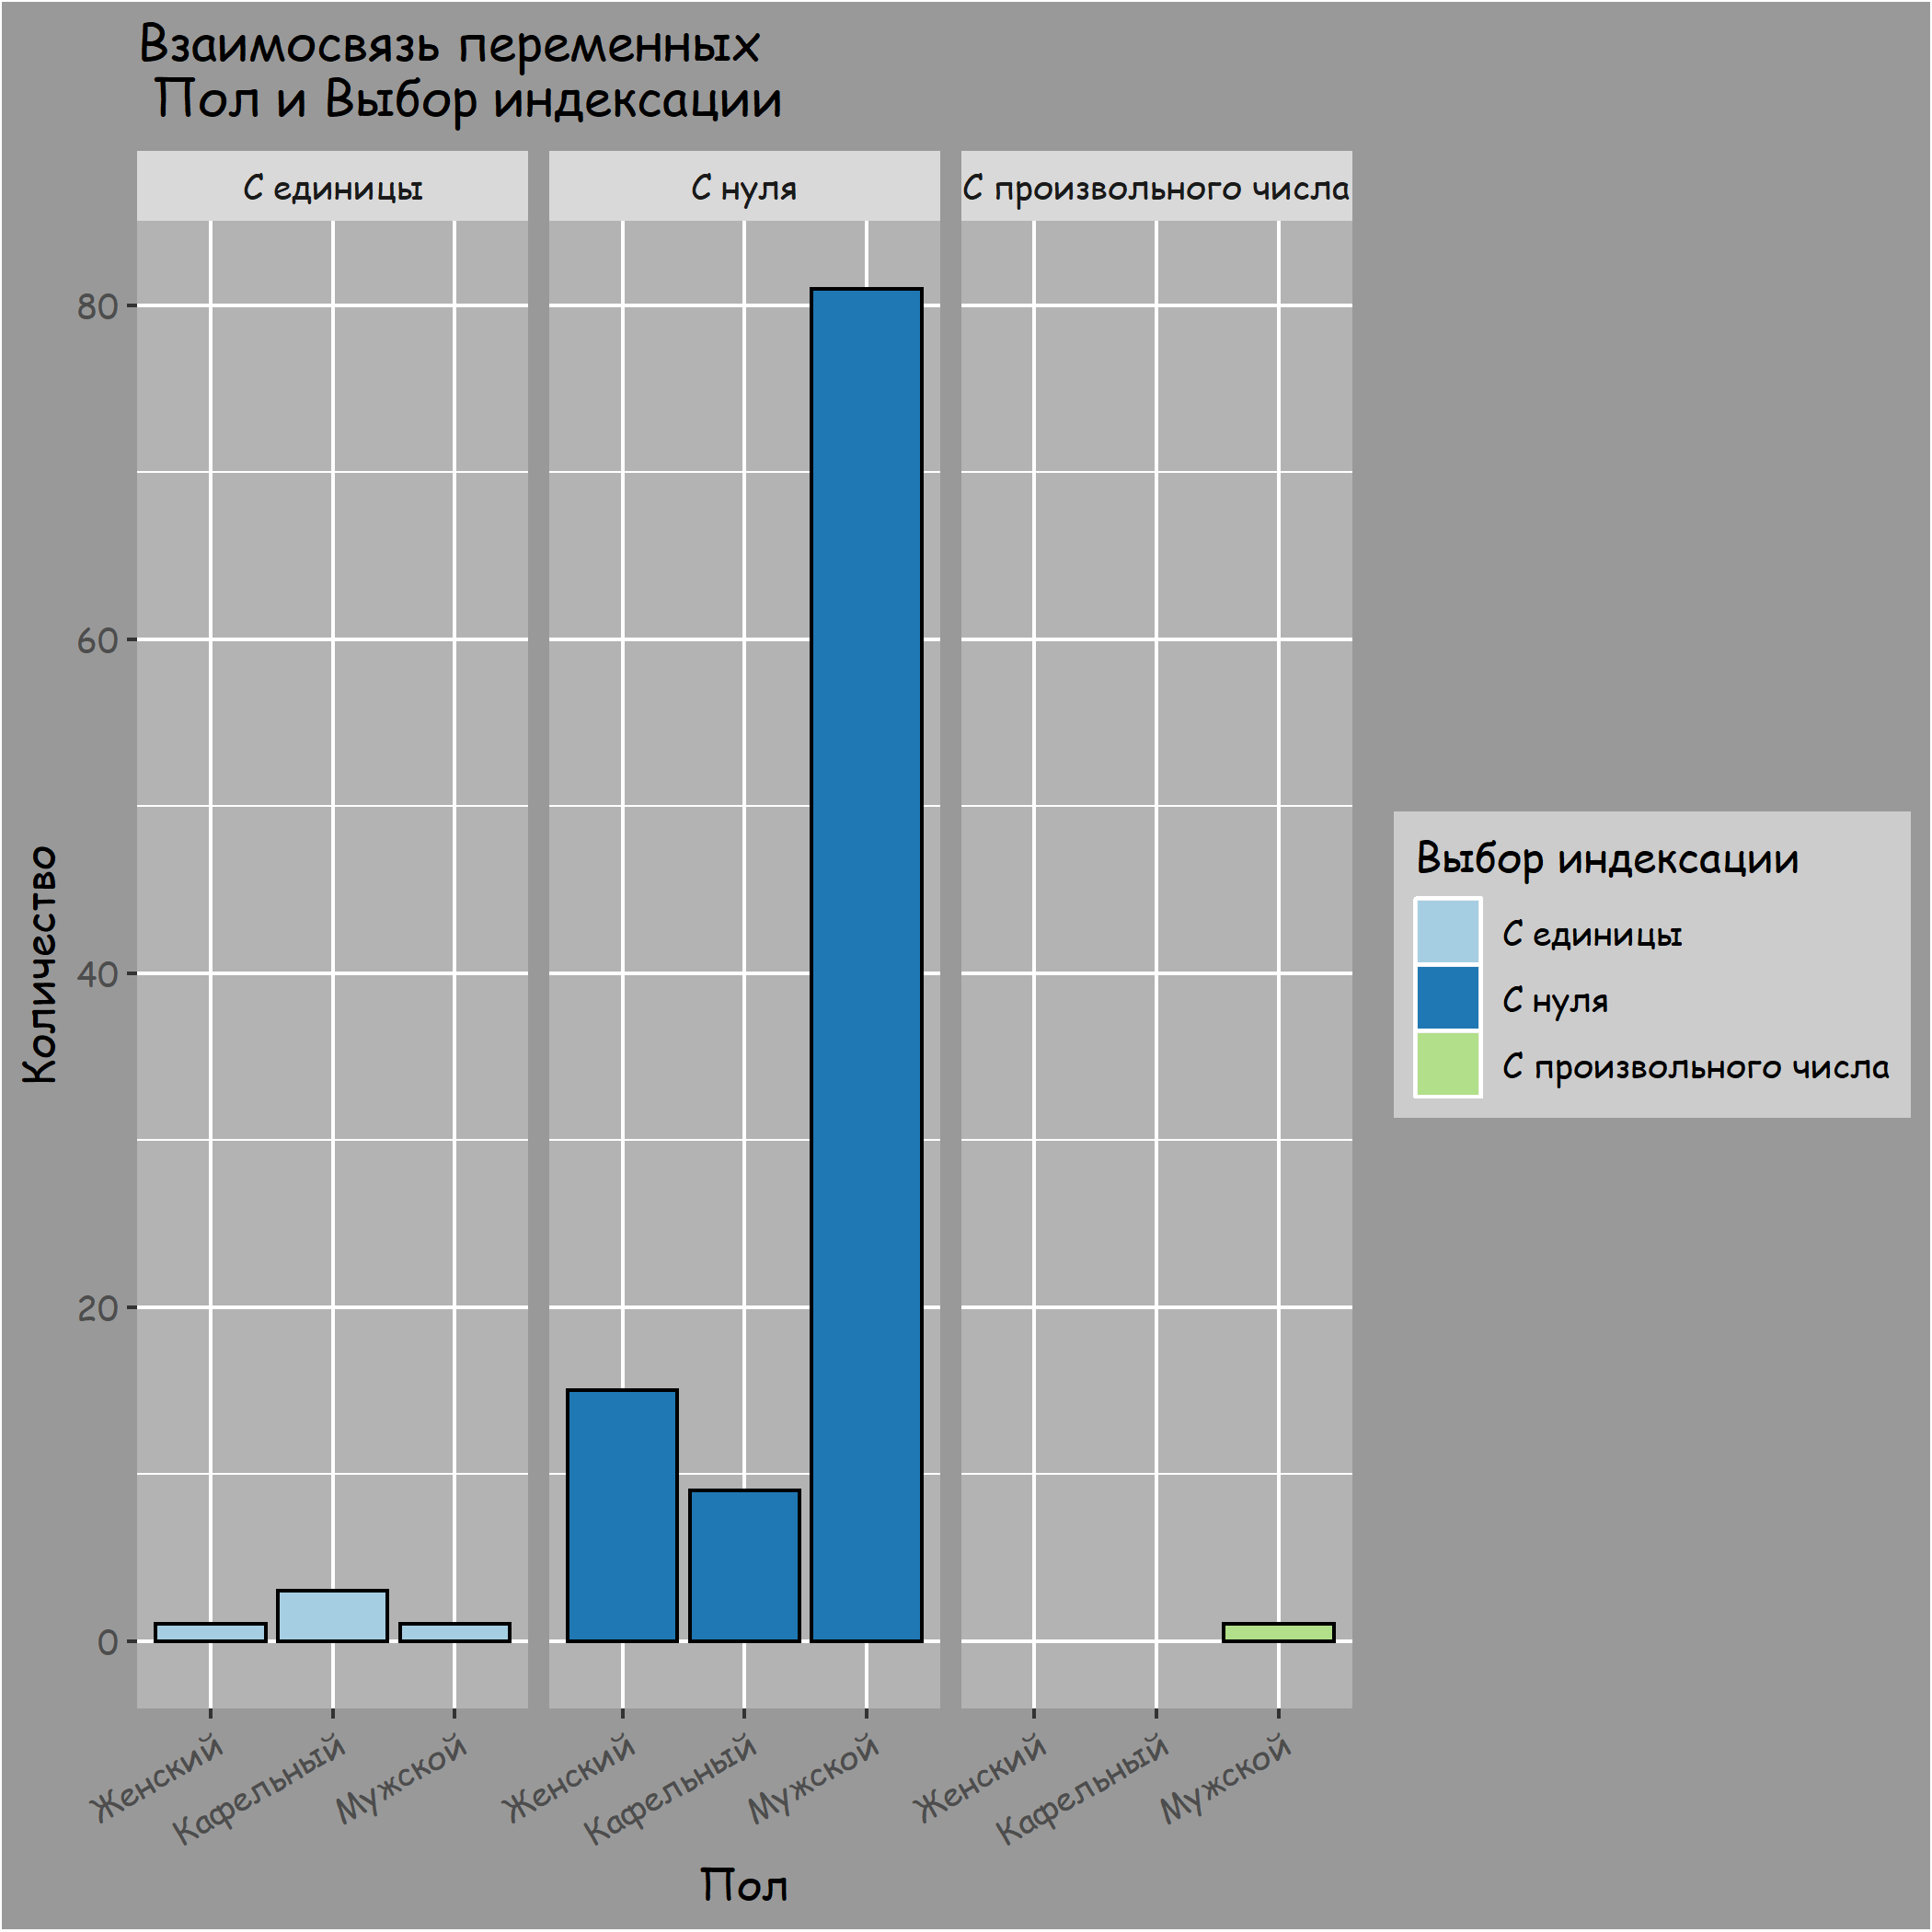 Взаимосвязь переменных
Пол и Выбор индексации
С единицы
С нуля
С произвольного числа
80
60
40
20
0
Количество
Женский
Кафельный
Мужской
Женский
Кафельный
Мужской
Женский
Кафельный
Мужской
Пол
Выбор индексации
С единицы
С нуля
С произвольного числа